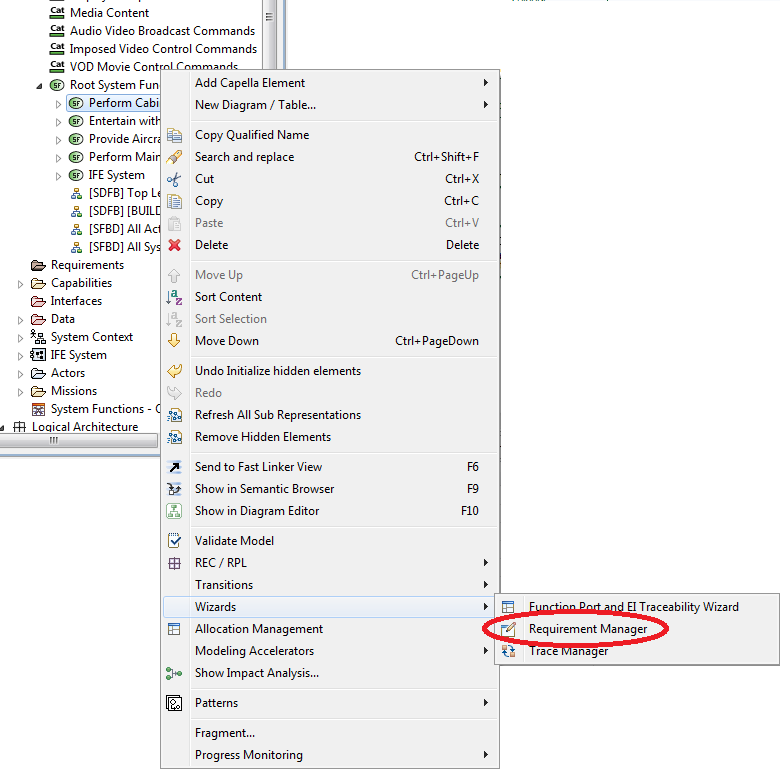 Cat Media Content
Cat Audio Video Broadcast Commands
Cat Imposed Video Control Commands
Cat VOD Movie Control Commands
SF Root System Fun
SF Perform Cabi
SF Entertain with
SF Provide Aircra
SF Perform Main
SF IFE System
[SDFB] Top Le
[SDFB] [BUILD
[SFBD] All Act
[SFBD] All Sys
Requirements
Capabilities
Interfaces
Data
System Context
IFE System
Actors
Missions
System Functions - O
Logical Architecture
Add Capella Element
New Diagram / Table...
Copy Qualified Name
Search and replace Ctrl+Shift+F
Cut Ctrl+X
Copy Ctrl+C
Paste Ctrl+V
Delete Delete
Move Up Ctrl+PageUp
Sort Content
Sort Selection
Move Down Ctrl+PageDown
Undo Initialize hidden elements
Redo
Refresh All Sub Representations
Remove Hidden Elements
Send to Fast Linker View F6
Show in Semantic Browser F9
Show in Diagram Editor F10
Validate Model
REC / RPL
Transitions
Wizards
Allocation Management
Modeling Accelerators
Show Impact Analysis...
Patterns
Fragment...
Progress Monitoring
Function Port and EI Traceability Wizard
Requirement Manager
Trace Manager